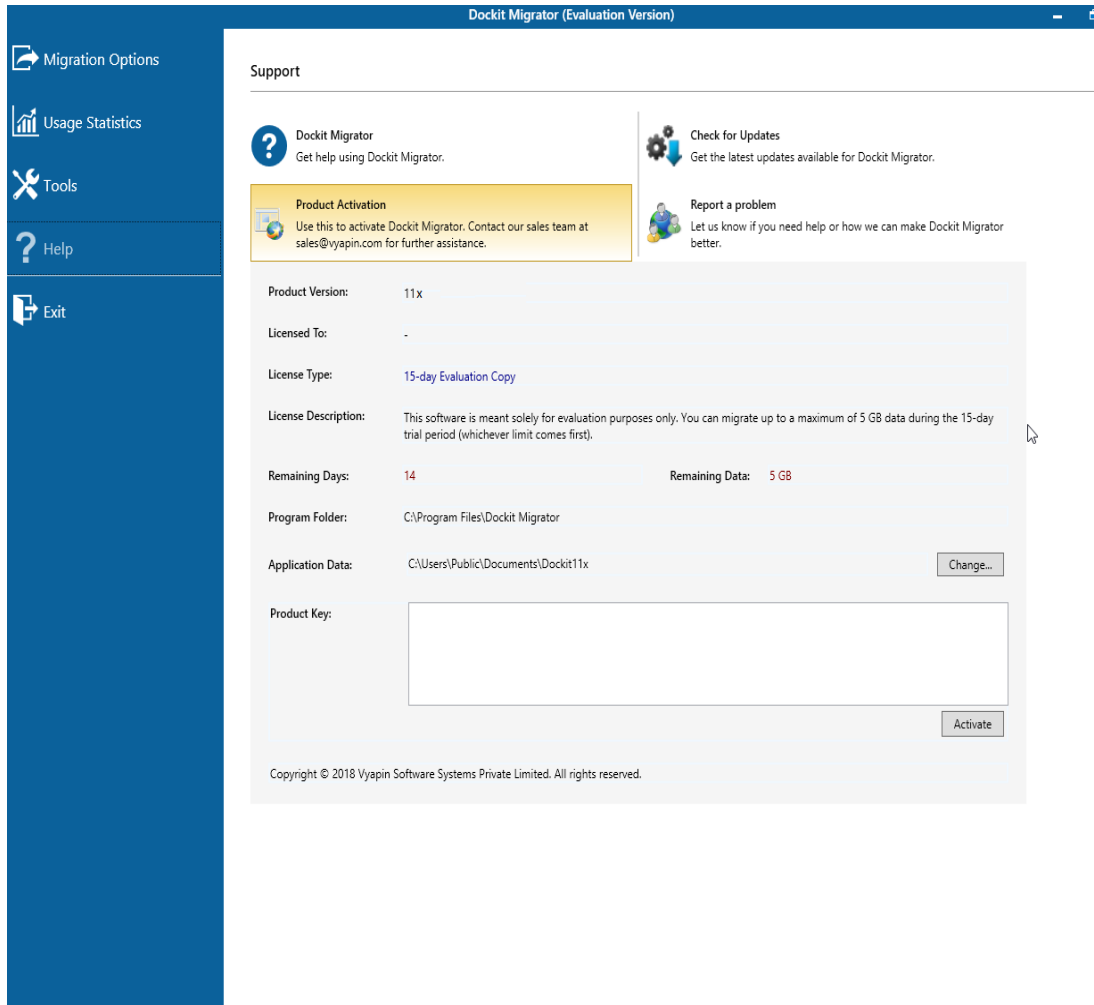 Dockit Migrator (Evaluation Version)
Migration Options
Usage Statistics
Tools
Help
Exit
Support
Dockit Migrator
Get help using Dockit Migrator.
Check for Updates
Get the latest updates available for Dockit Migrator.
Product Activation
Use this to activate Dockit Migrator. Contact our sales team at
sales@vyapin.com for further assistance.
Report a problem
Let us know if you need help or how we can make Dockit Migrator
better.
Product Version: 11x
Licensed To: -
License Type: 15-day Evaluation Copy
License Description: This software is meant solely for evaluation purposes only. You can migrate up to a maximum of 5 GB data during the 15-day
trial period (whichever limit comes first).
Remaining Days: 14 Remaining Data: 5 GB
Program Folder: C:\Program Files\Dockit Migrator
Application Data: C:\Users\Public\Documents\Dockit11x Change...
Product Key:
Activate
Copyright © 2018 Vyapin Software Systems Private Limited. All rights reserved.